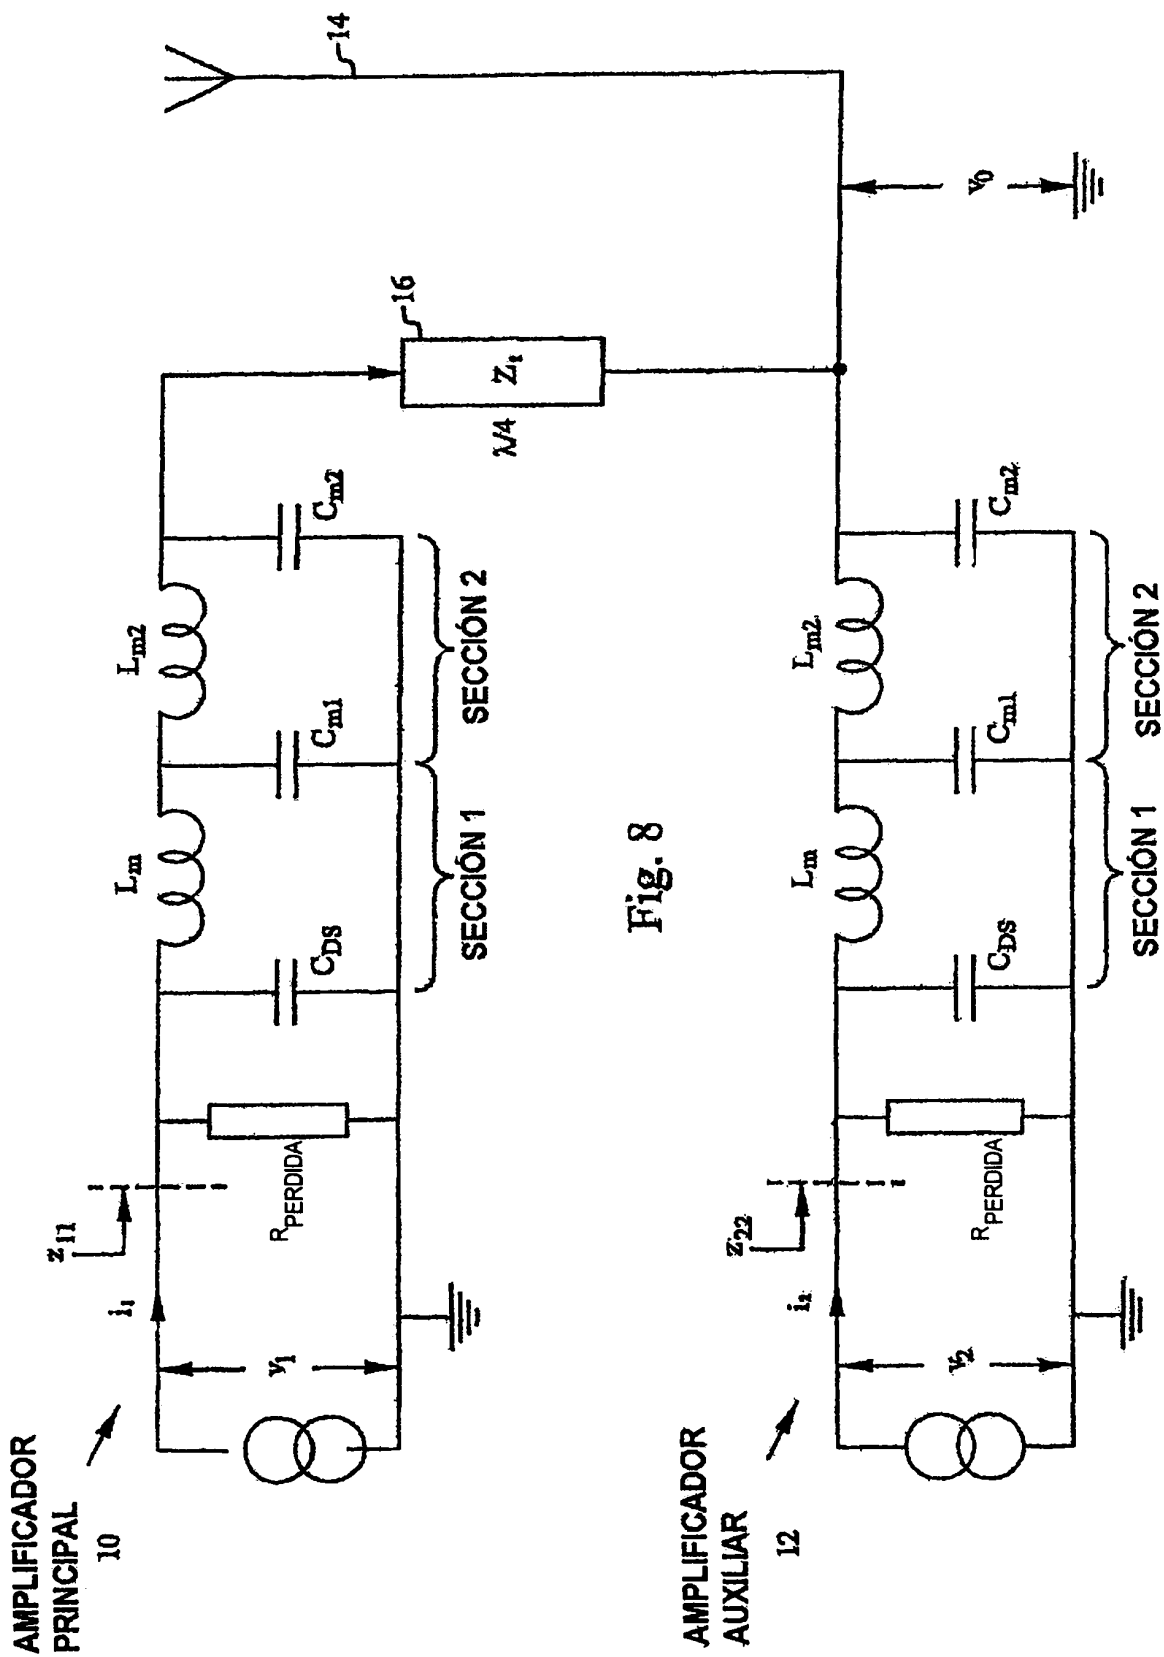 AMPLIFICADOR
PRINCIPAL
10
v1
i1
z11
RPERDIDA
CDS
Lm
SECCIÓN 1
Cm1
Lm2
SECCIÓN 2
Cm2
λ/4
Zt
16
14
v0
Fig. 8
AMPLIFICADOR
AUXILIAR
12
v2
i2
z22
RPERDIDA
CDS
Lm
SECCIÓN 1
Cm1
Lm2
SECCIÓN 2
Cm2